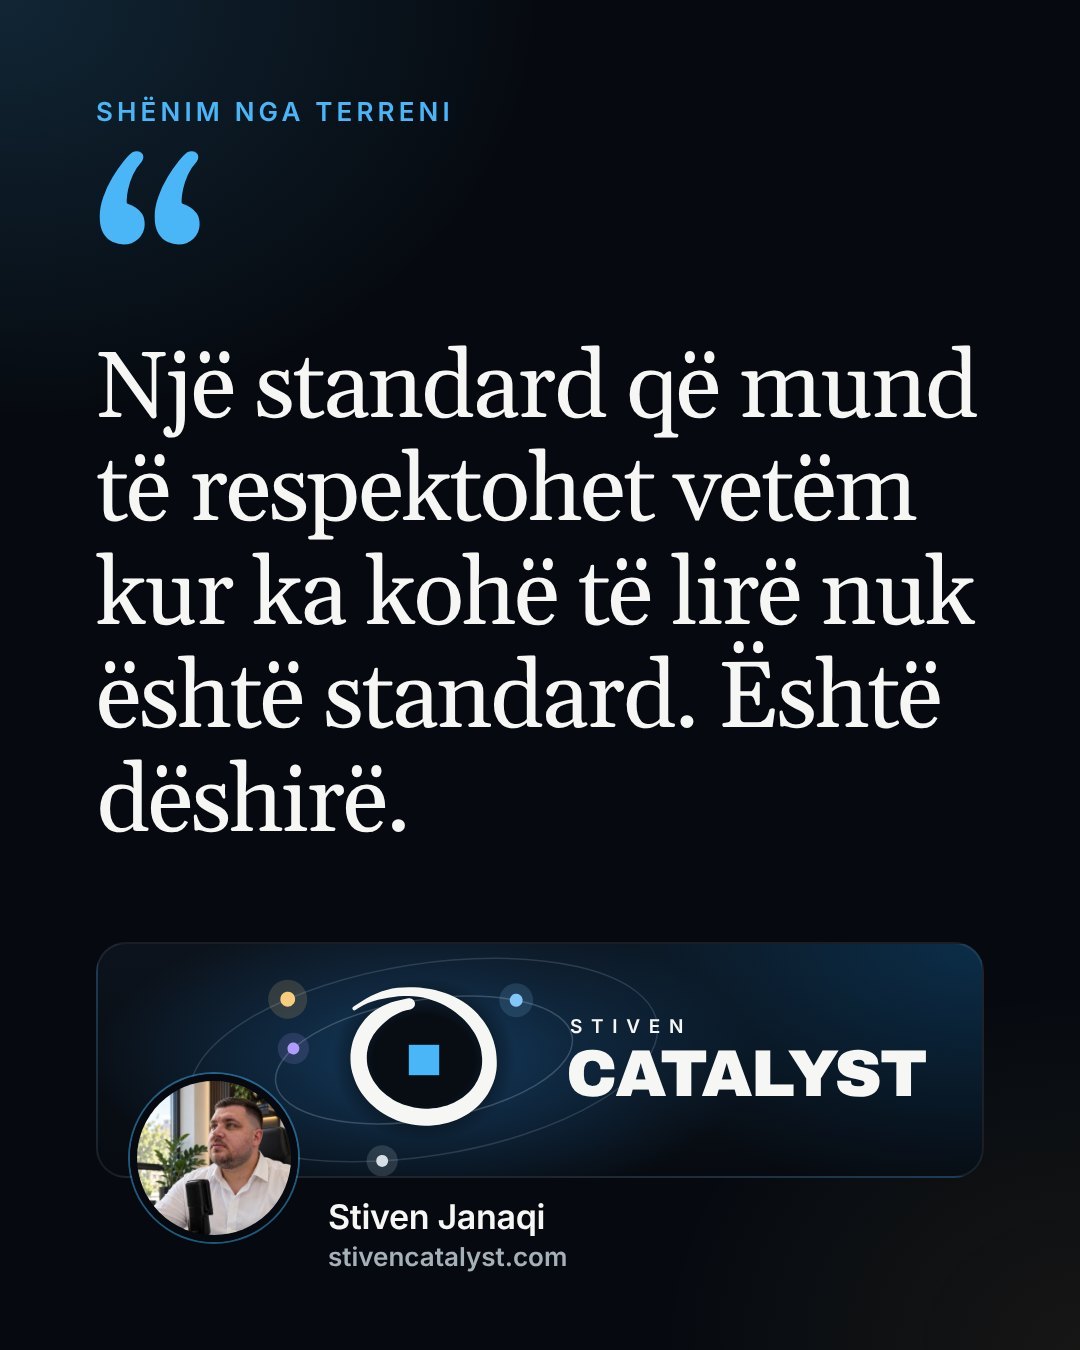 SHËNIM NGA TERRENI
“
Një standard që mund
të respektohet vetëm
kur ka kohë të lirë nuk
është standard. Është
dëshirë.
STIVEN
CATALYST
Stiven Janaqi
stivencatalyst.com